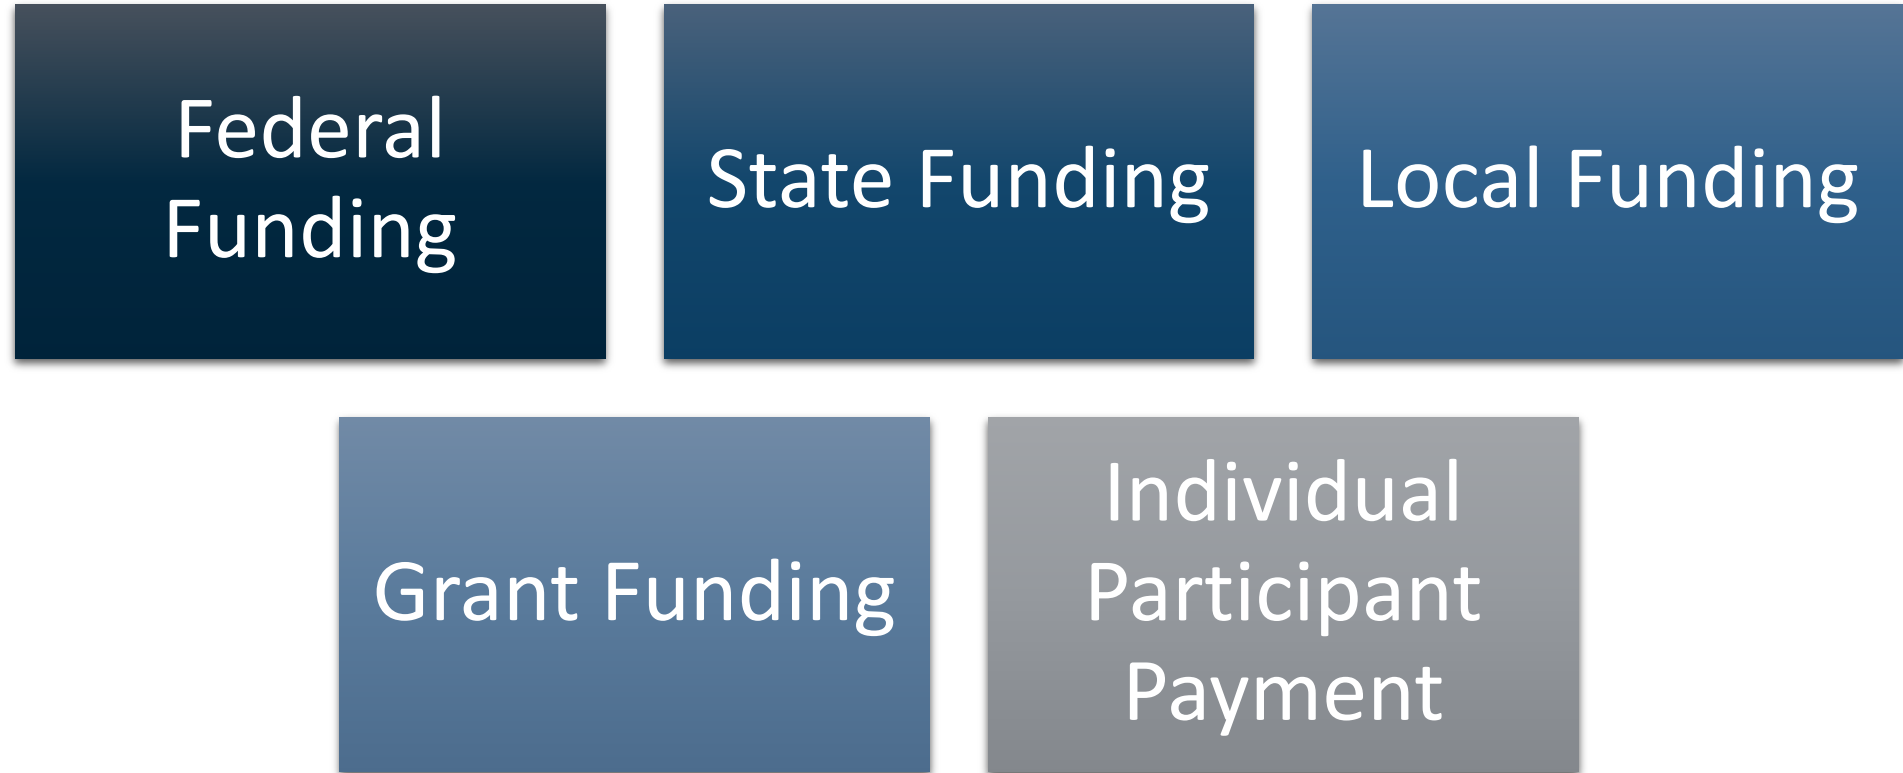 Federal
Funding
State Funding
Local Funding
Grant Funding
Individual
Participant
Payment